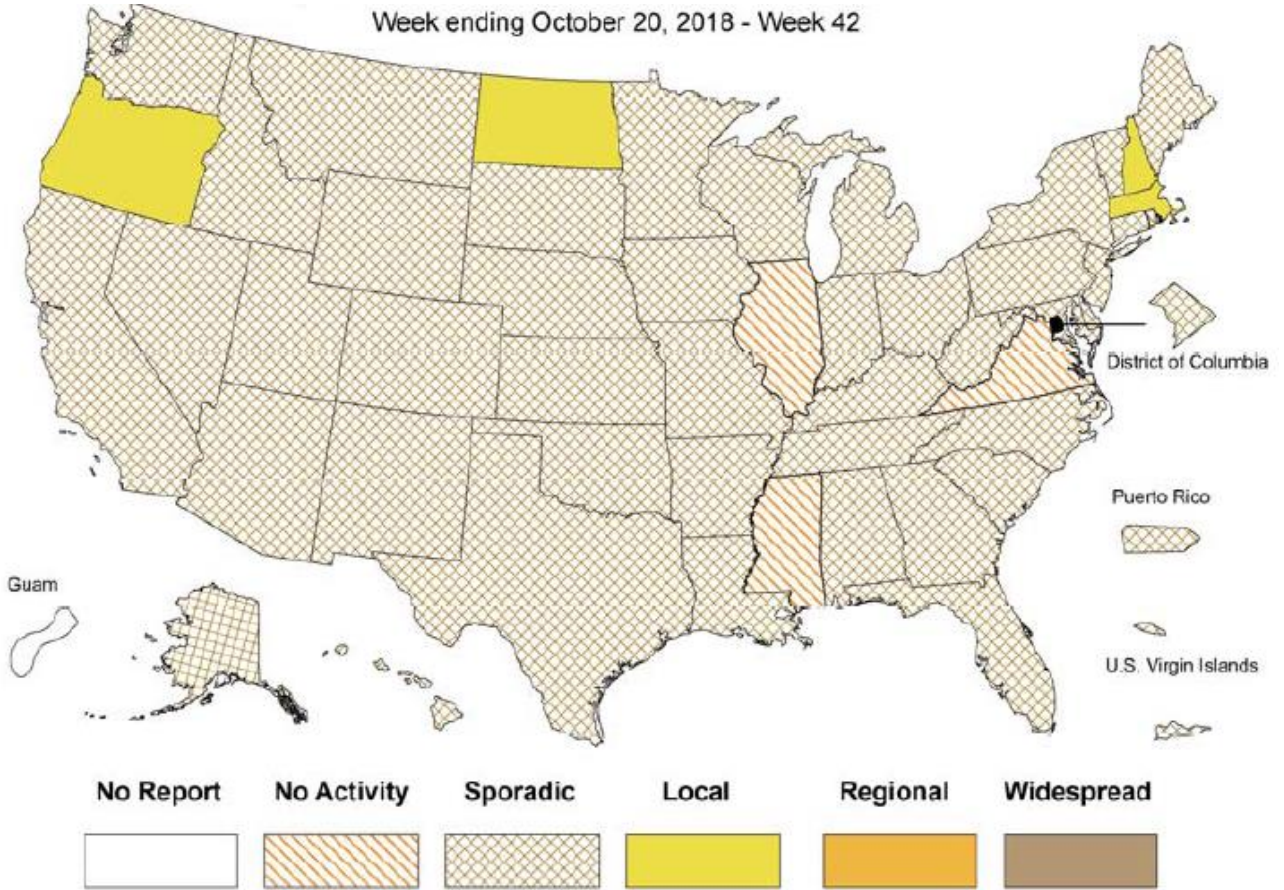 Week ending October 20, 2018 - Week 42
District of Columbia
Puerto Rico
Guam
U.S. Virgin Islands
No Report No Activity Sporadic Local Regional Widespread